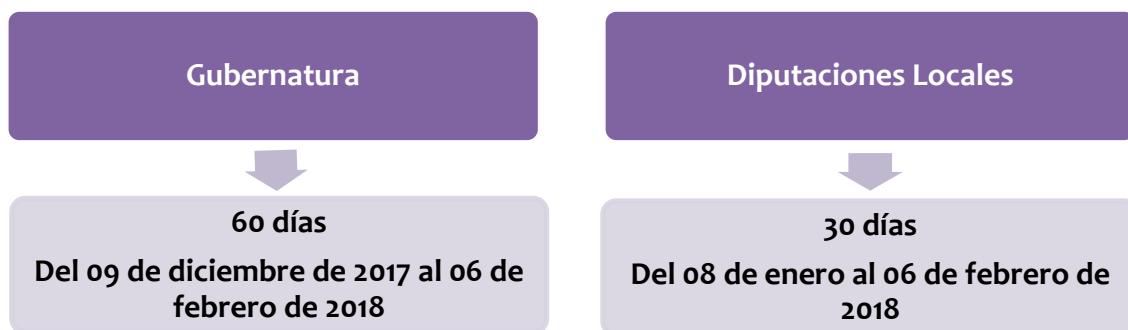 Gubernatura
60 días
Del 09 de diciembre de 2017 al 06 de
febrero de 2018
Diputaciones Locales
30 días
Del 08 de enero al 06 de febrero de
2018